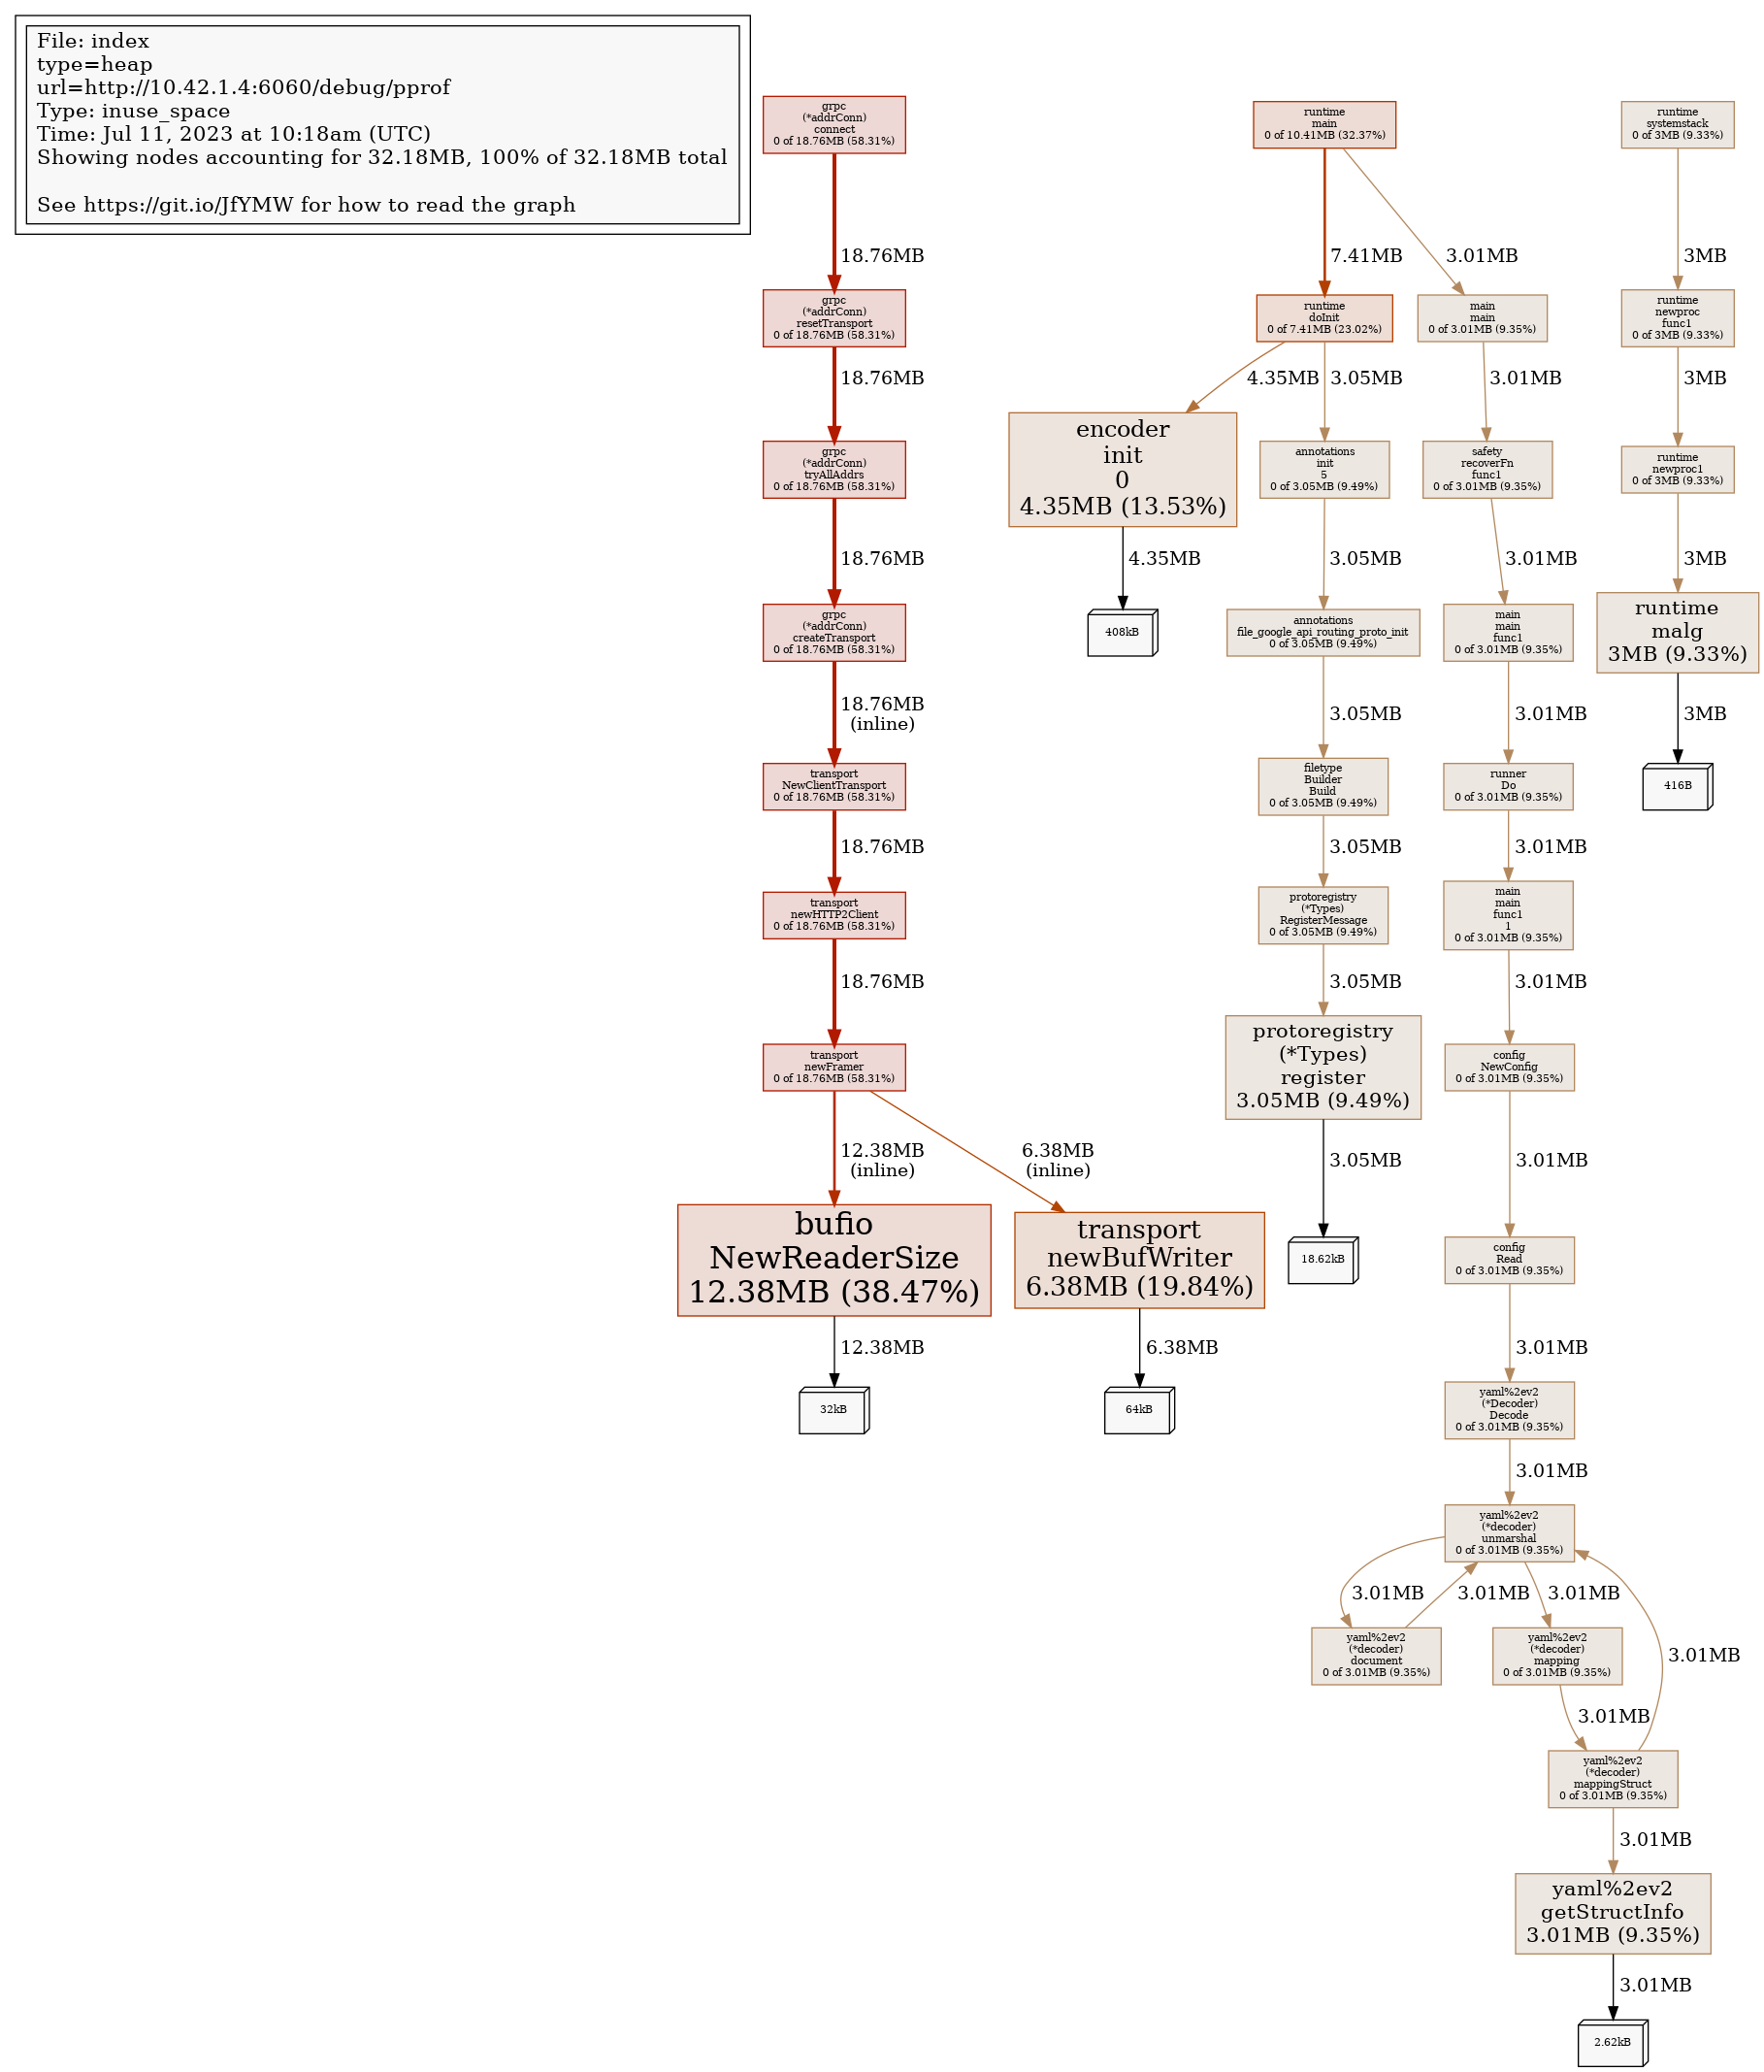 File: index
type=heap
url=http://10.42.1.4:6060/debug/pprof
Type: inuse_space
Time: Jul 11, 2023 at 10:18am (UTC)
Showing nodes accounting for 32.18MB, 100% of 32.18MB total
See https://git.io/JfYMW for how to read the graph
grpc
(*addrConn)
connect
0 of 18.76MB (58.31%)
18.76MB
grpc
(*addrConn)
resetTransport
0 of 18.76MB (58.31%)
18.76MB
grpc
(*addrConn)
tryAllAddrs
0 of 18.76MB (58.31%)
18.76MB
grpc
(*addrConn)
createTransport
0 of 18.76MB (58.31%)
18.76MB
(inline)
transport
NewClientTransport
0 of 18.76MB (58.31%)
18.76MB
transport
newHTTP2Client
0 of 18.76MB (58.31%)
18.76MB
transport
newFramer
0 of 18.76MB (58.31%)
12.38MB
(inline)
6.38MB
(inline)
bufio
NewReaderSize
12.38MB (38.47%)
12.38MB
32kB
transport
newBufWriter
6.38MB (19.84%)
6.38MB
64kB
runtime
main
0 of 10.41MB (32.37%)
7.41MB
3.01MB
runtime
doInit
0 of 7.41MB (23.02%)
4.35MB
3.05MB
encoder
init
0
4.35MB (13.53%)
4.35MB
408kB
annotations
init
5
0 of 3.05MB (9.49%)
3.05MB
annotations
file_google_api_routing_proto_init
0 of 3.05MB (9.49%)
3.05MB
filetype
Builder
Build
0 of 3.05MB (9.49%)
3.05MB
protoregistry
(*Types)
RegisterMessage
0 of 3.05MB (9.49%)
3.05MB
protoregistry
(*Types)
register
3.05MB (9.49%)
3.05MB
18.62kB
main
main
0 of 3.01MB (9.35%)
3.01MB
safety
recoverFn
func1
0 of 3.01MB (9.35%)
3.01MB
main
main
func1
0 of 3.01MB (9.35%)
3.01MB
runner
Do
0 of 3.01MB (9.35%)
3.01MB
main
main
func1
1
0 of 3.01MB (9.35%)
3.01MB
config
NewConfig
0 of 3.01MB (9.35%)
3.01MB
config
Read
0 of 3.01MB (9.35%)
3.01MB
yaml%2ev2
(*Decoder)
Decode
0 of 3.01MB (9.35%)
3.01MB
yaml%2ev2
(*decoder)
unmarshal
0 of 3.01MB (9.35%)
3.01MB
3.01MB
3.01MB
3.01MB
yaml%2ev2
(*decoder)
document
0 of 3.01MB (9.35%)
yaml%2ev2
(*decoder)
mapping
0 of 3.01MB (9.35%)
3.01MB
yaml%2ev2
(*decoder)
mappingStruct
0 of 3.01MB (9.35%)
3.01MB
yaml%2ev2
getStructInfo
3.01MB (9.35%)
3.01MB
2.62kB
runtime
systemstack
0 of 3MB (9.33%)
3MB
runtime
newproc
func1
0 of 3MB (9.33%)
3MB
runtime
newproc1
0 of 3MB (9.33%)
3MB
runtime
malg
3MB (9.33%)
3MB
416B